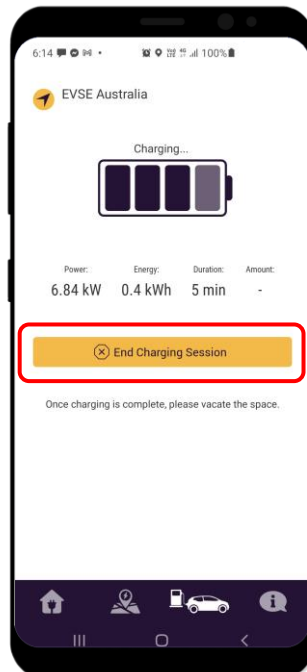 6:14 100%
EVSE Australia
Charging...
Power: Energy: Duration: Amount:
6.84 kW 0.4 kWh 5 min -
End Charging Session
Once charging is complete, please vacate the space.